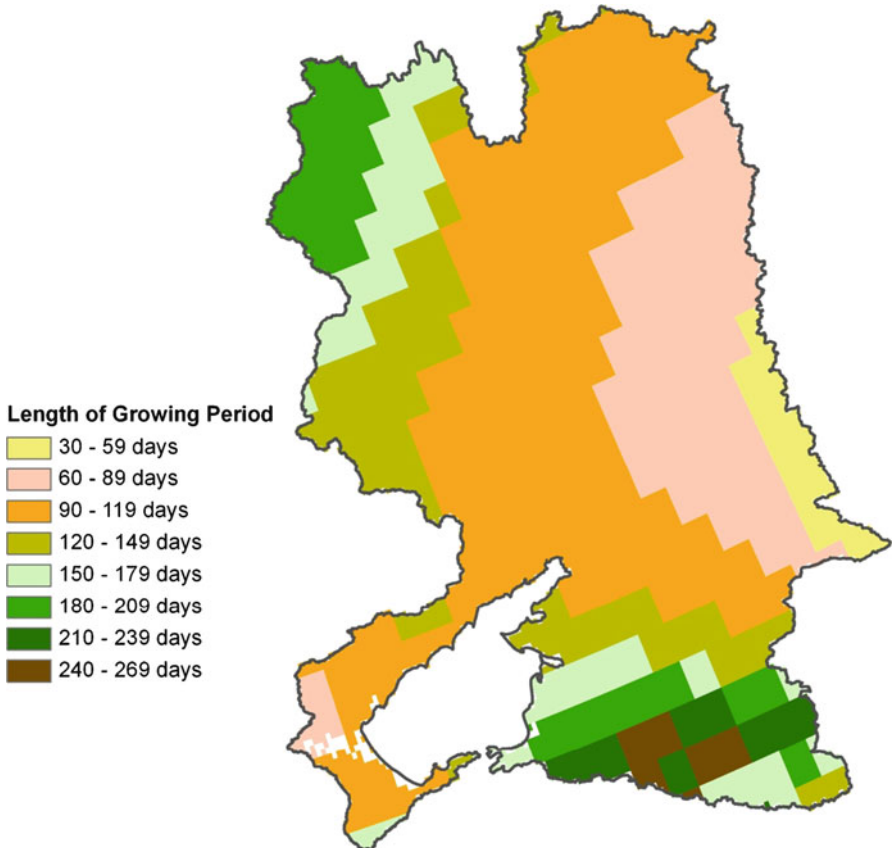 Length of Growing Period
30 - 59 days
60 - 89 days
90 - 119 days
120 - 149 days
150 - 179 days
180 - 209 days
210 - 239 days
240 - 269 days